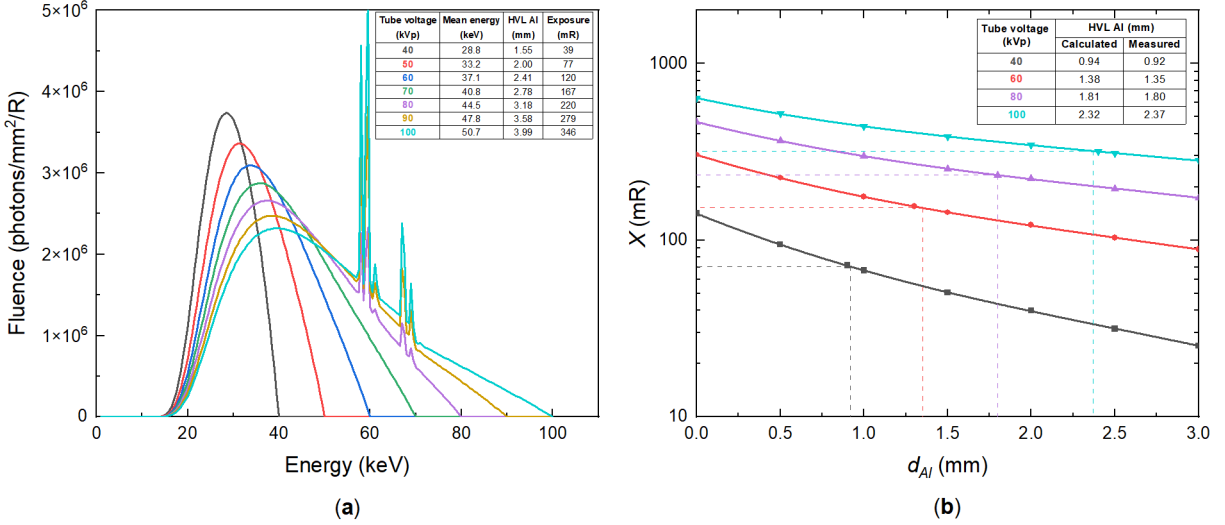 5×10⁶
4×10⁶
3×10⁶
2×10⁶
1×10⁶
0
Fluence (photons/mm²/R)
Tube voltage (kVp) Mean energy (keV) HVL Al (mm) Exposure (mR)
40 28.8 1.55 39
50 33.2 2.00 77
60 37.1 2.41 120
70 40.8 2.78 167
80 44.5 3.18 220
90 47.8 3.58 279
100 50.7 3.99 346
0 20 40 60 80 100
Energy (keV)
(a)
1000
100
10
X (mR)
Tube voltage (kVp) HVL Al (mm)
Calculated Measured
40 0.94 0.92
60 1.38 1.35
80 1.81 1.80
100 2.32 2.37
0.0 0.5 1.0 1.5 2.0 2.5 3.0
d_Al (mm)
(b)